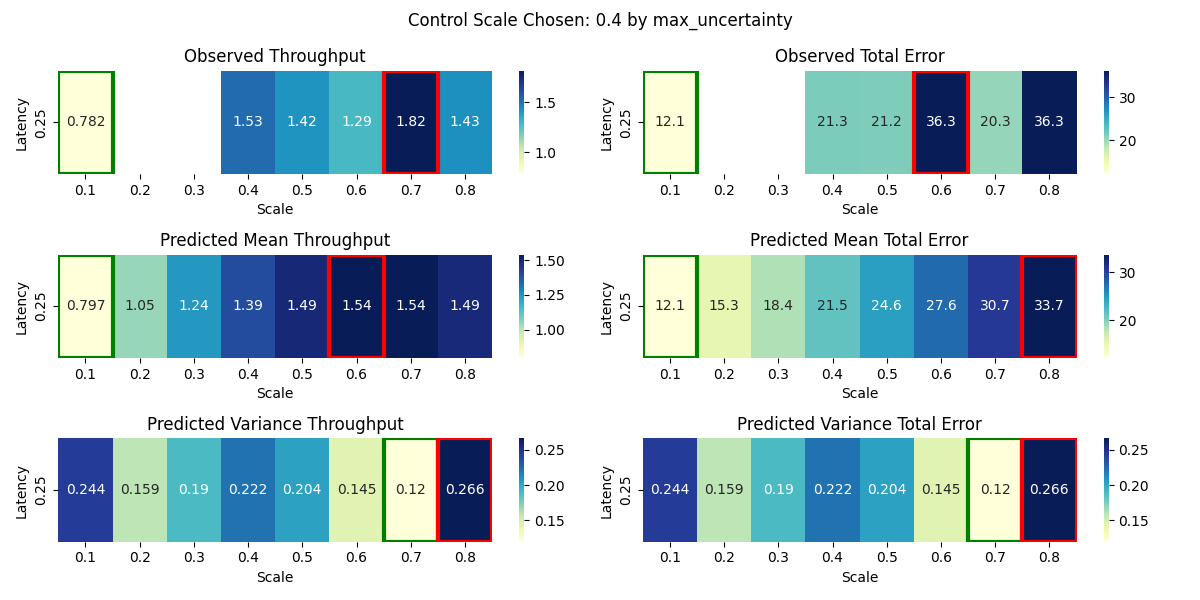 Control Scale Chosen: 0.4 by max_uncertainty
Observed Throughput
Latency
0.25
0.782 1.53 1.42 1.29 1.82 1.43
0.1 0.2 0.3 0.4 0.5 0.6 0.7 0.8
Scale
1.5
1.0
Observed Total Error
Latency
0.25
12.1 21.3 21.2 36.3 20.3 36.3
0.1 0.2 0.3 0.4 0.5 0.6 0.7 0.8
Scale
30
20
Predicted Mean Throughput
Latency
0.25
0.797 1.05 1.24 1.39 1.49 1.54 1.54 1.49
0.1 0.2 0.3 0.4 0.5 0.6 0.7 0.8
Scale
1.50
1.25
1.00
Predicted Mean Total Error
Latency
0.25
12.1 15.3 18.4 21.5 24.6 27.6 30.7 33.7
0.1 0.2 0.3 0.4 0.5 0.6 0.7 0.8
Scale
30
20
Predicted Variance Throughput
Latency
0.25
0.244 0.159 0.19 0.222 0.204 0.145 0.12 0.266
0.1 0.2 0.3 0.4 0.5 0.6 0.7 0.8
Scale
0.25
0.20
0.15
Predicted Variance Total Error
Latency
0.25
0.244 0.159 0.19 0.222 0.204 0.145 0.12 0.266
0.1 0.2 0.3 0.4 0.5 0.6 0.7 0.8
Scale
0.25
0.20
0.15